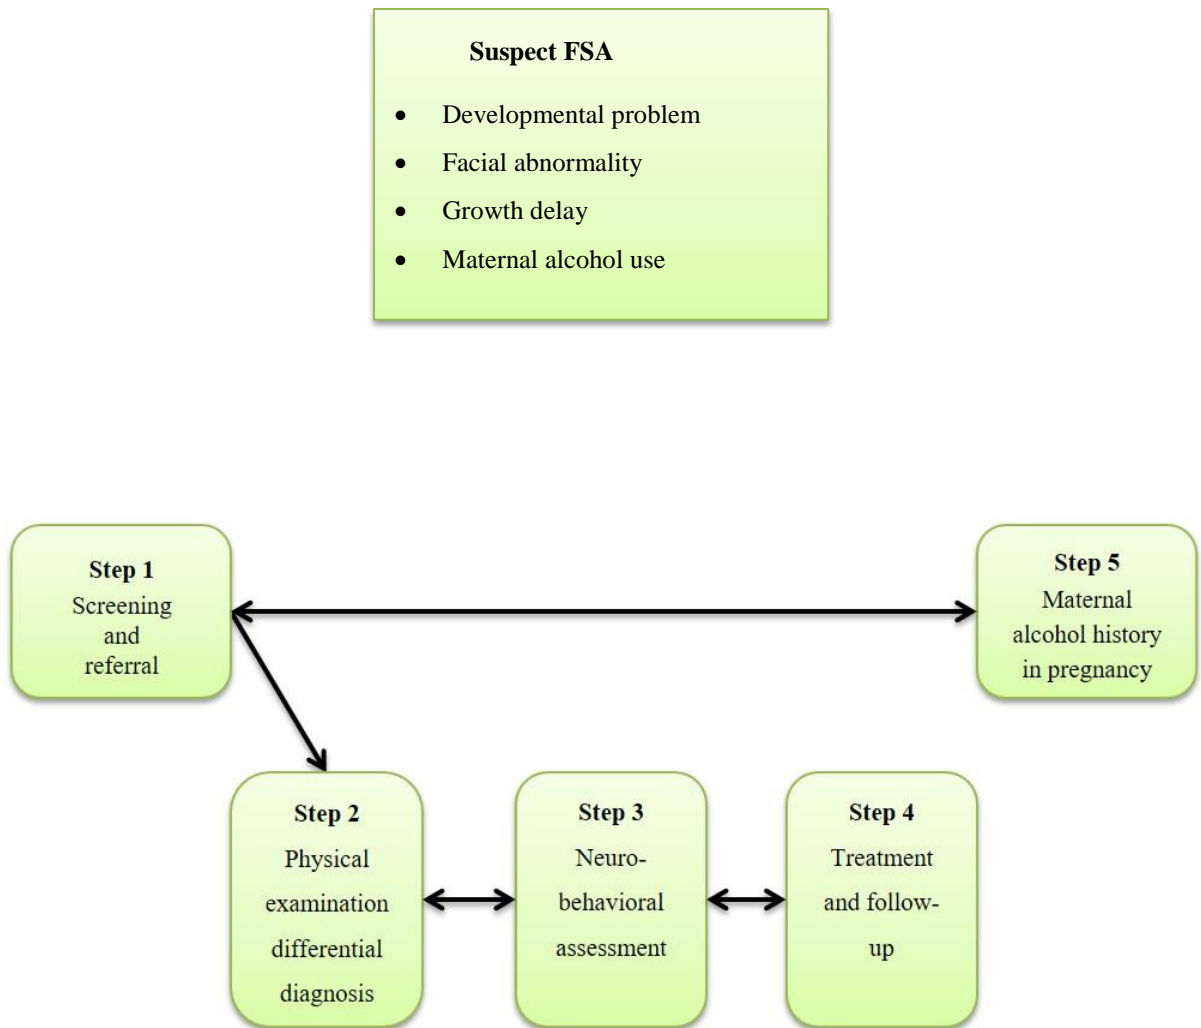 Suspect FSA
• Developmental problem
• Facial abnormality
• Growth delay
• Maternal alcohol use
Step 1
Screening
and
referral
Step 5
Maternal
alcohol history
in pregnancy
Step 2
Physical
examination
differential
diagnosis
Step 3
Neuro-
behavioral
assessment
Step 4
Treatment
and follow-
up